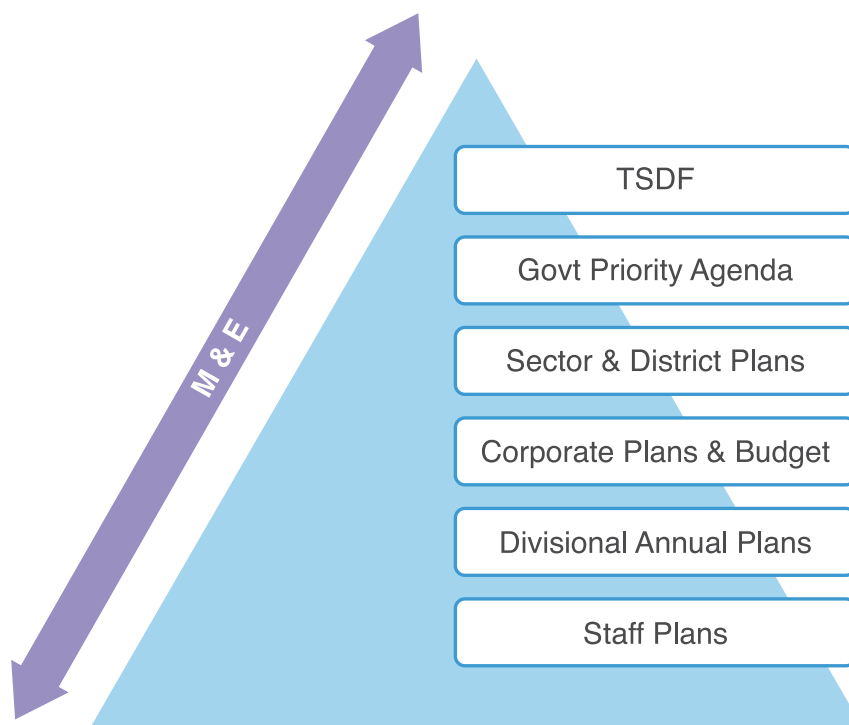 TSDF
Govt Priority Agenda
M & E
Sector & District Plans
Corporate Plans & Budget
Divisional Annual Plans
Staff Plans